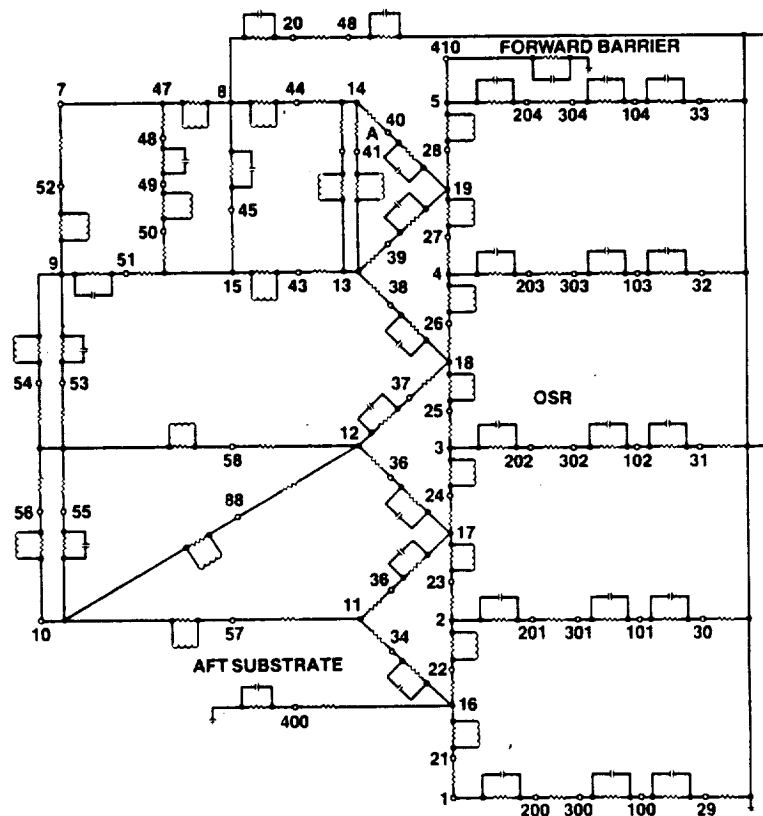 20 48
410 FORWARD BARRIER
7 47 8 44 14 5 204 304 104 33
40
48 A 41 28
52 49 19
45
50 27
39
9 51 15 43 13 4 203 303 103 32
38
26
18
54 53 37 25 OSR
12 3 202 302 102 31
58 36
88 24
56 55 17
36 23
10 57 11 2 201 301 101 30
34
AFT SUBSTRATE 22
16
400
21
1 200 300 100 29